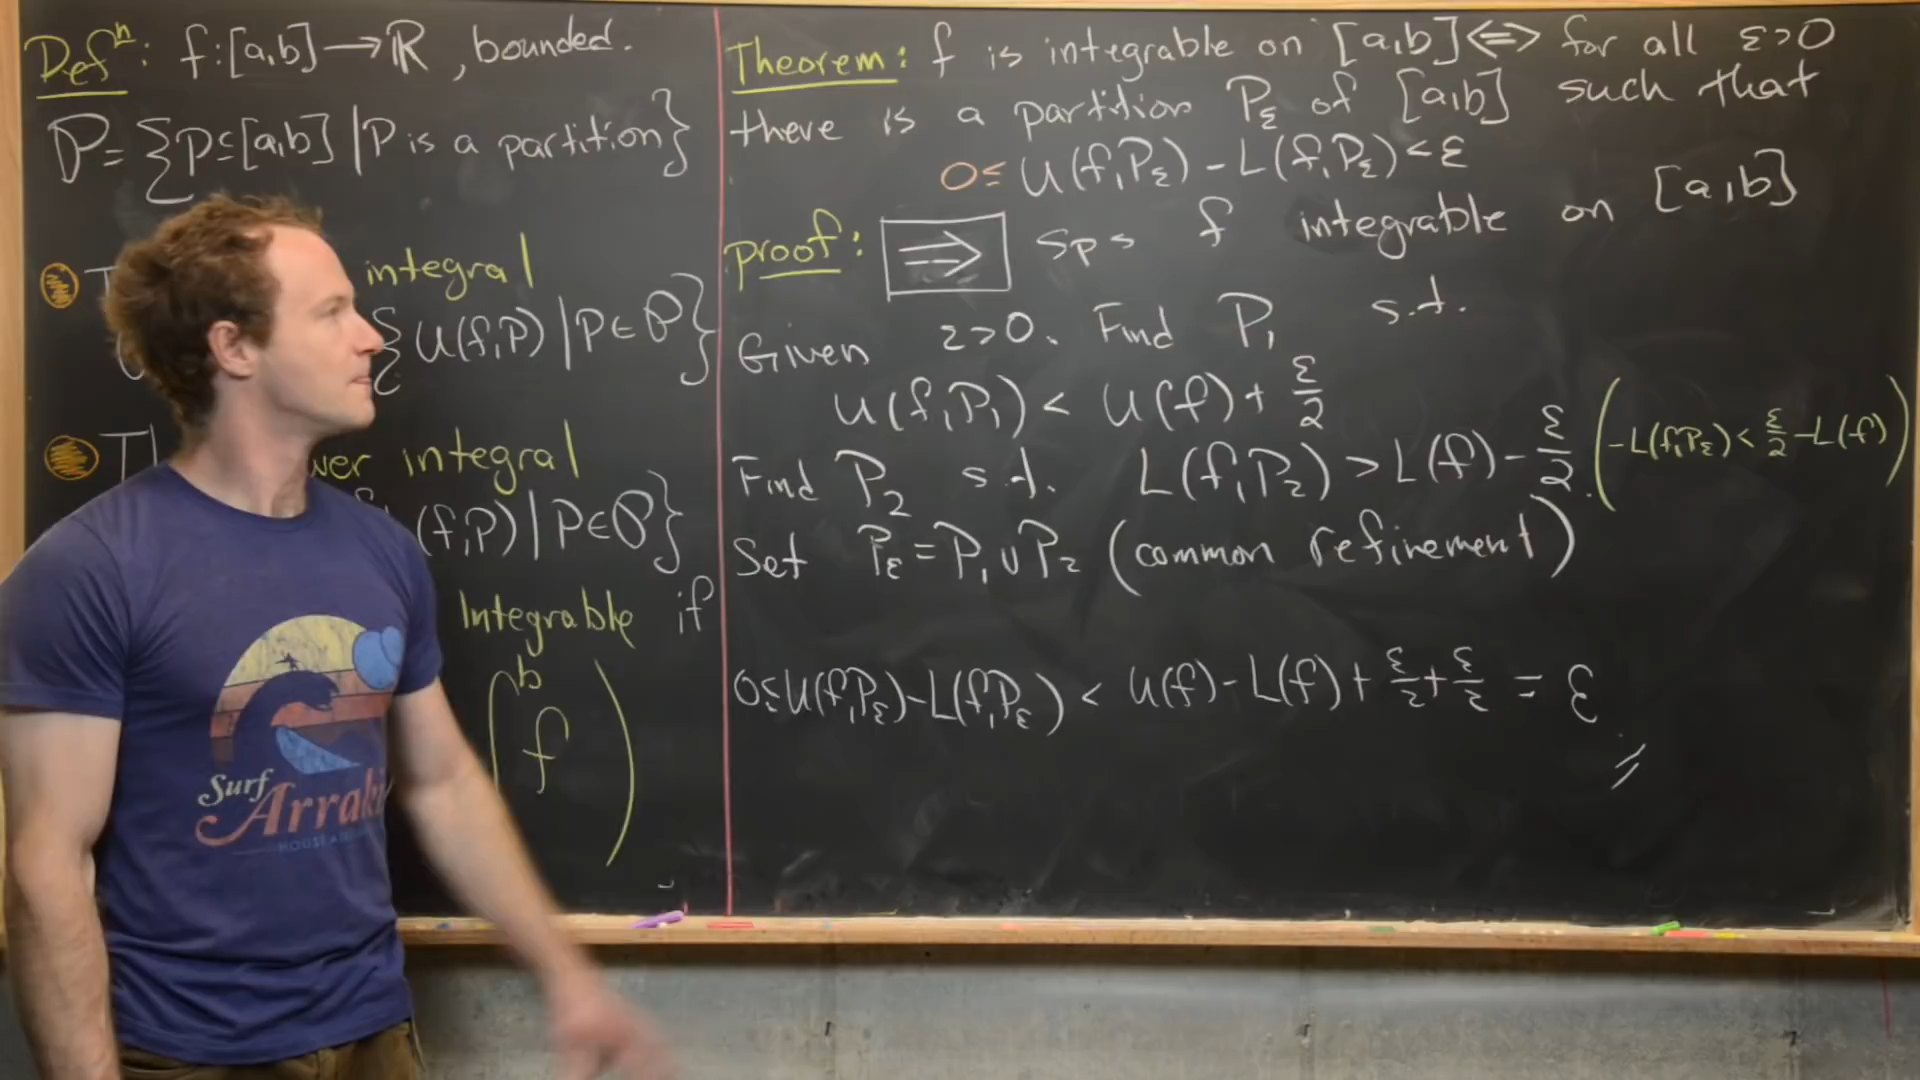 Defⁿ: f:[a,b]→ℝ, bounded.
𝒫={P⊆[a,b] | P is a partition}
integral
{U(f,P) | P∈𝒫}
integral
(f,P) | P∈𝒫}
Integrable if
∫ᵇ f )
Theorem: f is integrable on [a,b] ⟺ for all ε>0
there is a partition P_ε of [a,b] such that
0≤ U(f,P_ε) - L(f,P_ε) < ε
proof: ⟹ Sps f integrable on [a,b]
Given ε>0. Find P₁ s.t.
U(f,P₁) < U(f) + ε/2
Find P₂ s.t. L(f,P₂) > L(f) - ε/2. (-L(f,P_ε) < ε/2 - L(f))
Set P_ε = P₁∪P₂ (common refinement)
0≤U(f,P_ε)-L(f,P_ε) < U(f)-L(f)+ε/2+ε/2 = ε
Surf